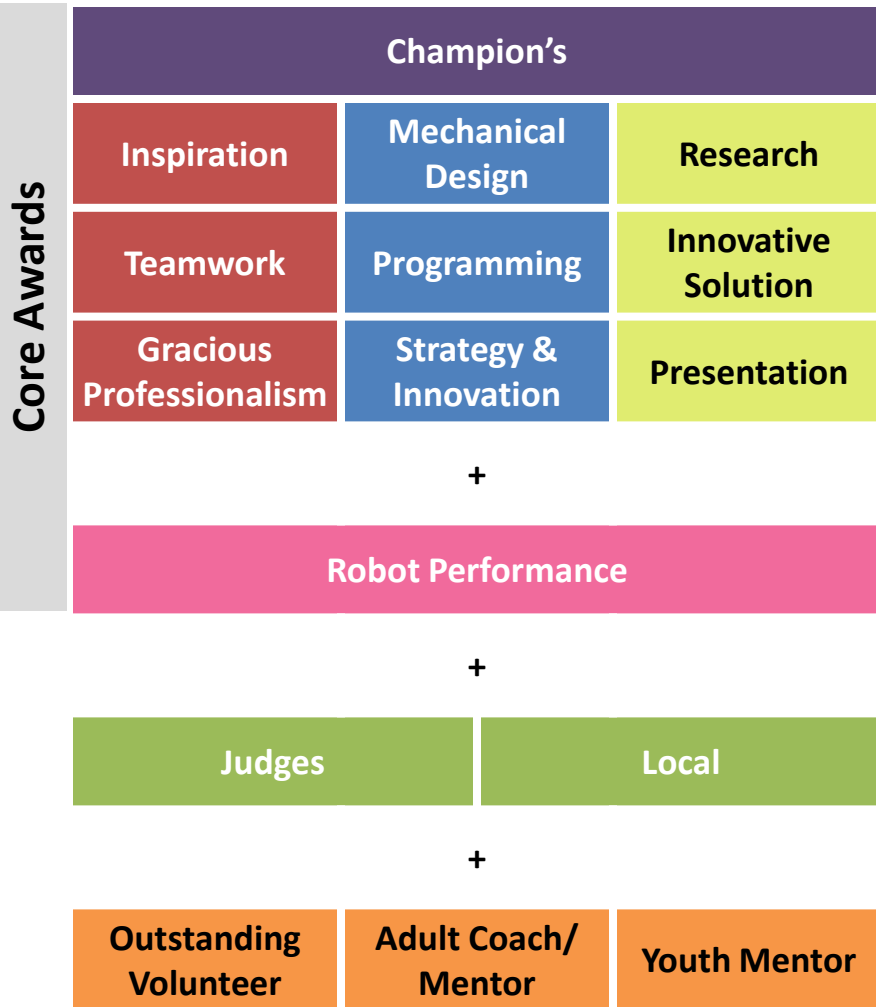 Core Awards
Champion’s
Inspiration
Mechanical
Design
Research
Teamwork
Programming
Innovative
Solution
Gracious
Professionalism
Strategy &
Innovation
Presentation
+
Robot Performance
+
Judges
Local
+
Outstanding
Volunteer
Adult Coach/
Mentor
Youth Mentor